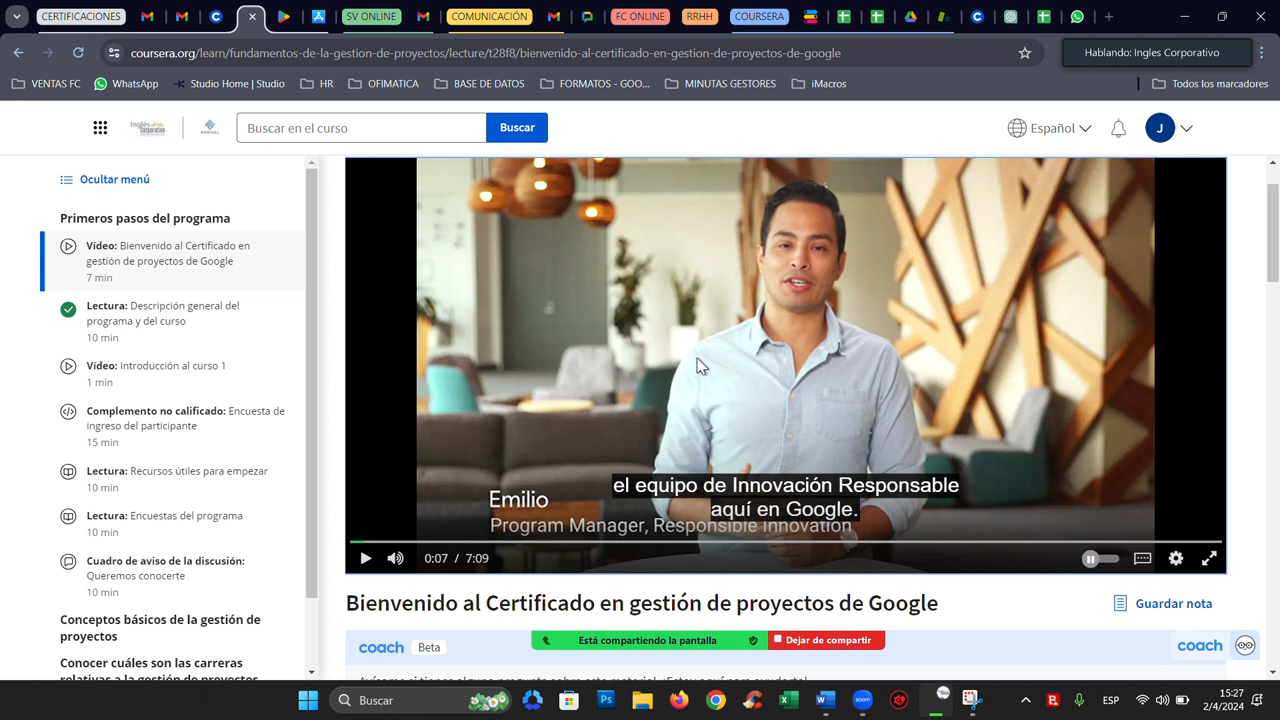 CERTIFICACIONES
SV ONLINE
COMUNICACIÓN
FC ONLINE
RRHH
COURSERA
coursera.org/learn/fundamentos-de-la-gestion-de-proyectos/lecture/t28f8/bienvenido-al-certificado-en-gestion-de-proyectos-de-google
Hablando: Ingles Corporativo
VENTAS FC
WhatsApp
Studio Home | Studio
HR
OFIMATICA
BASE DE DATOS
FORMATOS - GOO...
MINUTAS GESTORES
iMacros
Todos los marcadores
Inglés
Corporativo
Buscar en el curso
Buscar
Español
J
Ocultar menú
Primeros pasos del programa
Vídeo: Bienvenido al Certificado en
gestión de proyectos de Google
7 min
Lectura: Descripción general del
programa y del curso
10 min
Vídeo: Introducción al curso 1
1 min
Complemento no calificado: Encuesta de
ingreso del participante
15 min
Lectura: Recursos útiles para empezar
10 min
Lectura: Encuestas del programa
10 min
Cuadro de aviso de la discusión:
Queremos conocerte
10 min
Conceptos básicos de la gestión de
proyectos
Conocer cuáles son las carreras
relativas a la gestión de proyectos
el equipo de Innovación Responsable
aquí en Google.
Emilio
Program Manager, Responsible Innovation
0:07 / 7:09
Bienvenido al Certificado en gestión de proyectos de Google
Guardar nota
coach
Beta
Está compartiendo la pantalla
Dejar de compartir
coach
Buscar
ESP
15:27
2/4/2024